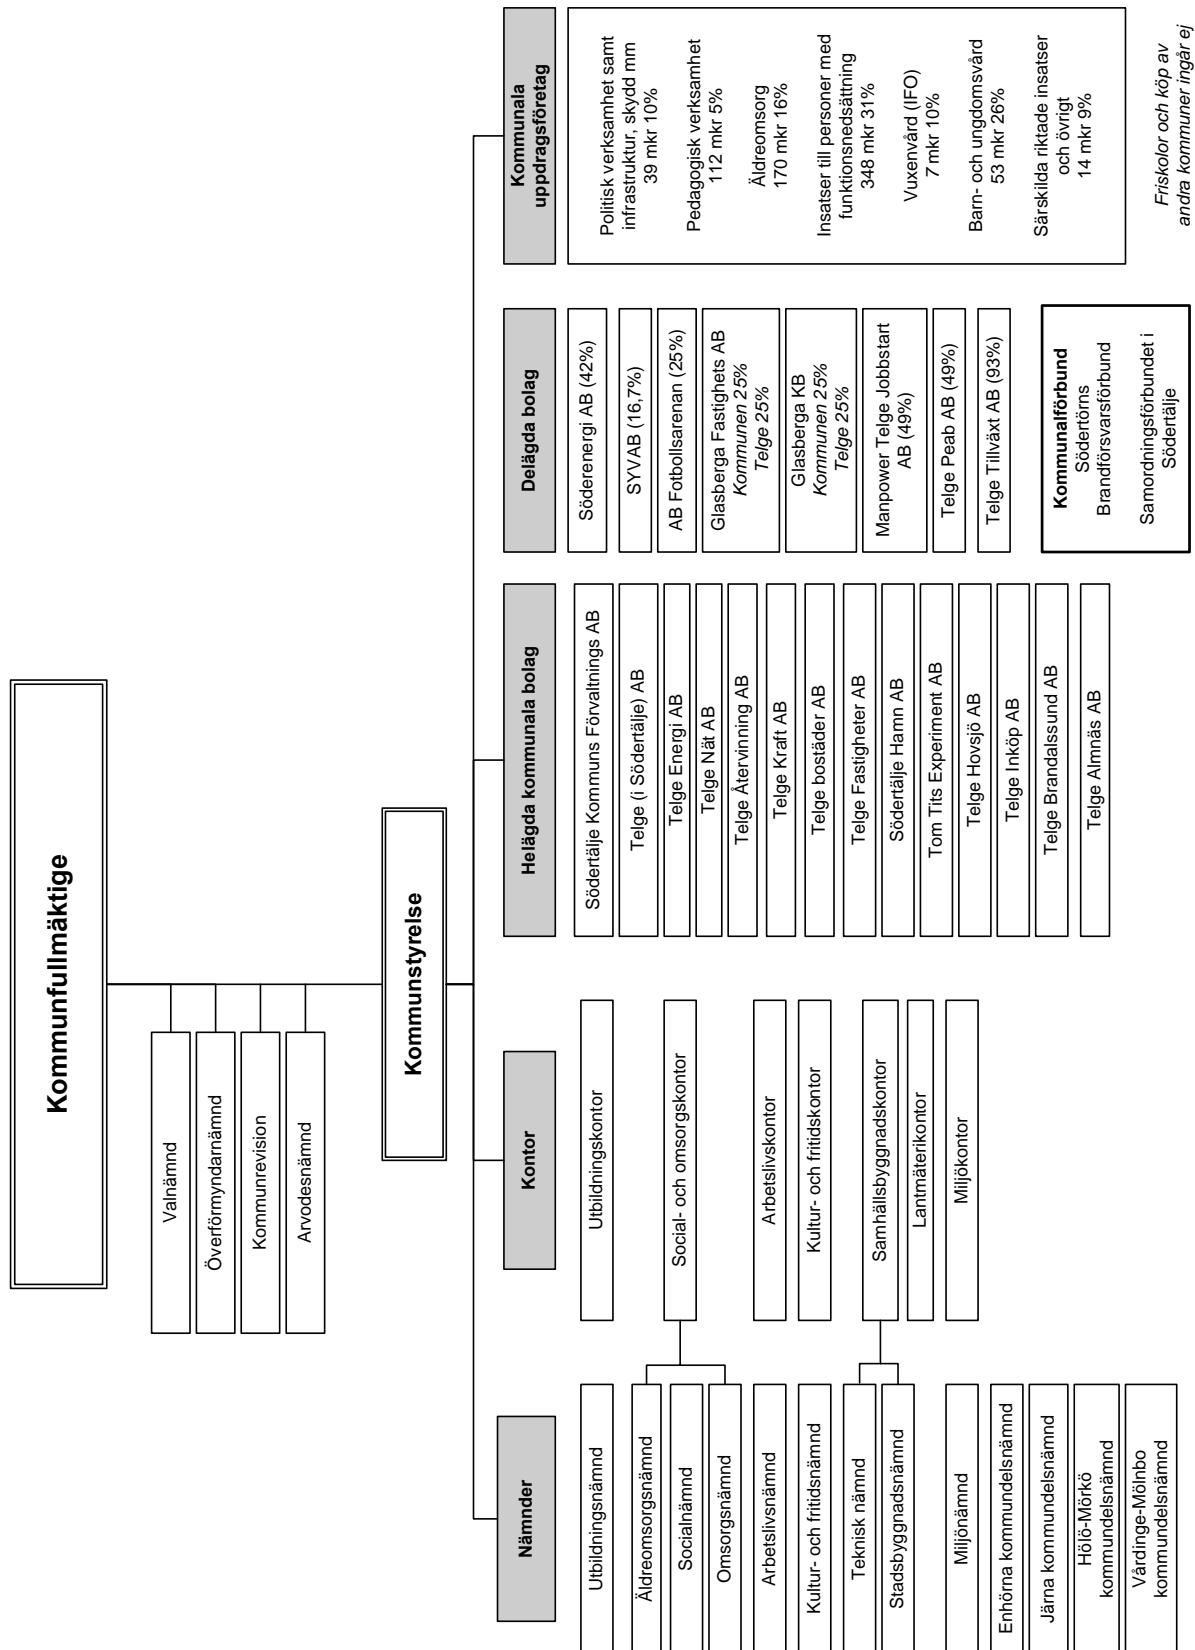 Kommunfullmäktige
Valnämnd
Överförmyndarnämnd
Kommunrevision
Arvodesnämnd
Kommunstyrelse
Nämnder
Utbildningsnämnd
Äldreomsorgsnämnd
Socialnämnd
Omsorgsnämnd
Arbetslivsnämnd
Kultur- och fritidsnämnd
Teknisk nämnd
Stadsbyggnadsnämnd
Miljönämnd
Enhörna kommundelsnämnd
Järna kommundelsnämnd
Hölö-Mörkö
kommundelsnämnd
Vårdinge-Mölnbo
kommundelsnämnd
Kontor
Utbildningskontor
Social- och omsorgskontor
Arbetslivskontor
Kultur- och fritidskontor
Samhällsbyggnadskontor
Lantmäterikontor
Miljökontor
Helägda kommunala bolag
Södertälje Kommuns Förvaltnings AB
Telge (i Södertälje) AB
Telge Energi AB
Telge Nät AB
Telge Återvinning AB
Telge Kraft AB
Telge bostäder AB
Telge Fastigheter AB
Södertälje Hamn AB
Tom Tits Experiment AB
Telge Hovsjö AB
Telge Inköp AB
Telge Brandalssund AB
Telge Almnäs AB
Delägda bolag
Söderenergi AB (42%)
SYVAB (16,7%)
AB Fotbollsarenan (25%)
Glasberga Fastighets AB
Kommunen 25%
Telge 25%
Glasberga KB
Kommunen 25%
Telge 25%
Manpower Telge Jobbstart
AB (49%)
Telge Peab AB (49%)
Telge Tillväxt AB (93%)
Kommunalförbund
Södertörns
Brandförsvarsförbund
Samordningsförbundet i
Södertälje
Kommunala
uppdragsföretag
Politisk verksamhet samt
infrastruktur, skydd mm
39 mkr 10%
Pedagogisk verksamhet
112 mkr 5%
Äldreomsorg
170 mkr 16%
Insatser till personer med
funktionsnedsättning
348 mkr 31%
Vuxenvård (IFO)
7 mkr 10%
Barn- och ungdomsvård
53 mkr 26%
Särskilda riktade insatser
och övrigt
14 mkr 9%
Friskolor och köp av
andra kommuner ingår ej